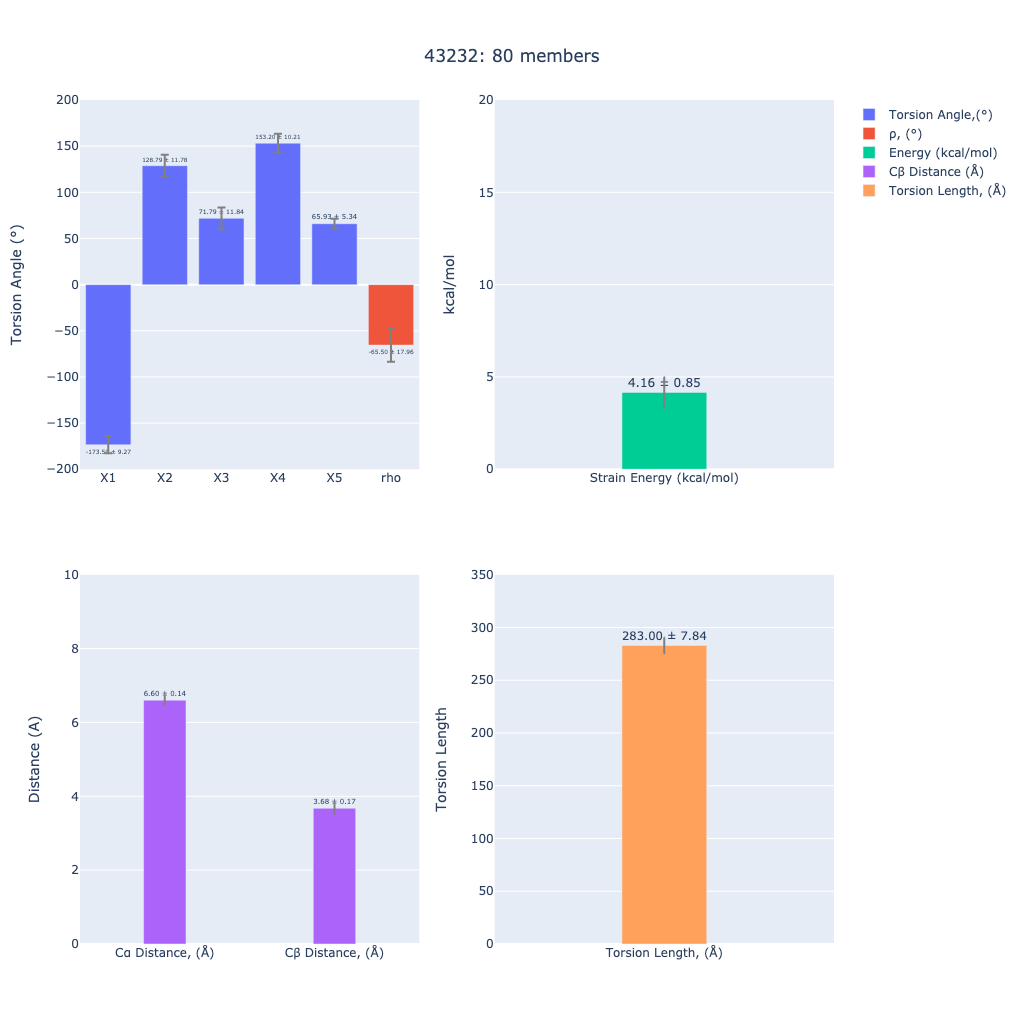 43232: 80 members
Torsion Angle (°)
200
150
100
50
0
−50
−100
−150
−200
128.79 ± 11.78
71.79 ± 11.84
153.20 ± 10.21
65.93 ± 5.34
-65.50 ± 17.96
X1
X2
X3
X4
X5
rho
kcal/mol
20
15
10
5
0
4.16 ± 0.85
Strain Energy (kcal/mol)
Torsion Angle,(°)
ρ, (°)
Energy (kcal/mol)
Cβ Distance (Å)
Torsion Length, (Å)
Distance (A)
10
8
6
4
2
0
6.60 ± 0.14
3.68 ± 0.17
Cα Distance, (Å)
Cβ Distance, (Å)
Torsion Length
350
300
250
200
150
100
50
0
283.00 ± 7.84
Torsion Length, (Å)